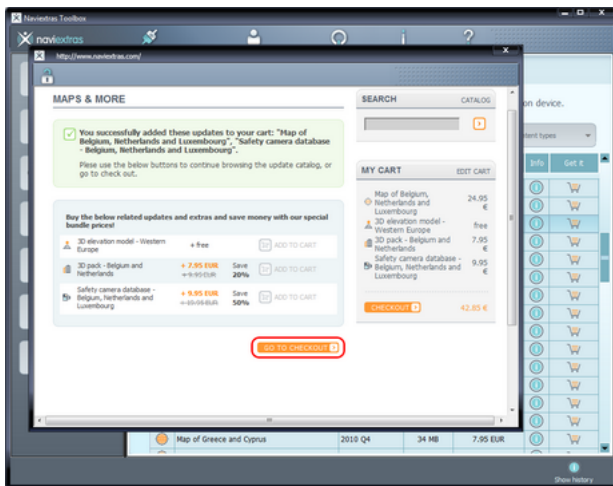 Naviextras Toolbox
naviextras
http://www.naviextras.com/
MAPS & MORE
You successfully added these updates to your cart: "Map of
Belgium, Netherlands and Luxembourg", "Safety camera database
- Belgium, Netherlands and Luxembourg".
Plese use the below buttons to continue browsing the update catalog, or
go to check out.
Buy the below related updates and extras and save money with our special
bundle prices!
3D elevation model - Western
Europe
+ free
ADD TO CART
3D pack - Belgium and
Netherlands
+ 7.95 EUR
+ 9.95 EUR
Save
20%
ADD TO CART
Safety camera database -
Belgium, Netherlands and
Luxembourg
+ 9.95 EUR
+ 19.95 EUR
Save
50%
ADD TO CART
GO TO CHECKOUT
SEARCH
CATALOG
MY CART
EDIT CART
Map of Belgium,
Netherlands and
Luxembourg
24.95
€
3D elevation model -
Western Europe
free
3D pack - Belgium and
Netherlands
7.95
€
Safety camera database -
Belgium, Netherlands and
Luxembourg
9.95
€
CHECKOUT
42.85 €
on device.
tent types
Info
Get it
Map of Greece and Cyprus
2010 Q4
34 MB
7.95 EUR
Show history